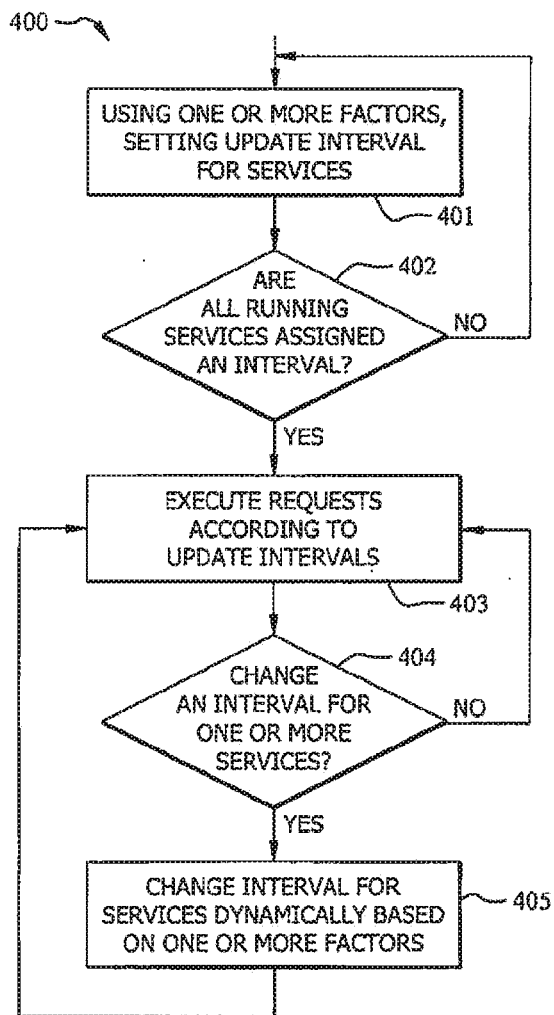 400
USING ONE OR MORE FACTORS,
SETTING UPDATE INTERVAL
FOR SERVICES
401
402
ARE
ALL RUNNING
SERVICES ASSIGNED
AN INTERVAL?
NO
YES
EXECUTE REQUESTS
ACCORDING TO
UPDATE INTERVALS
403
404
CHANGE
AN INTERVAL FOR
ONE OR MORE
SERVICES?
NO
YES
CHANGE INTERVAL FOR
SERVICES DYNAMICALLY BASED
ON ONE OR MORE FACTORS
405